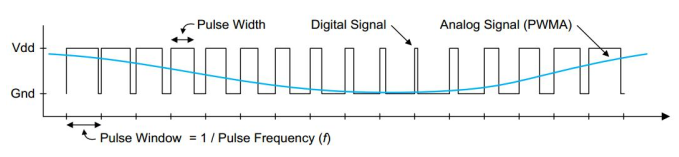 Pulse Width
Digital Signal
Analog Signal (PWMA)
Vdd
Gnd
Pulse Window = 1 / Pulse Frequency (f)